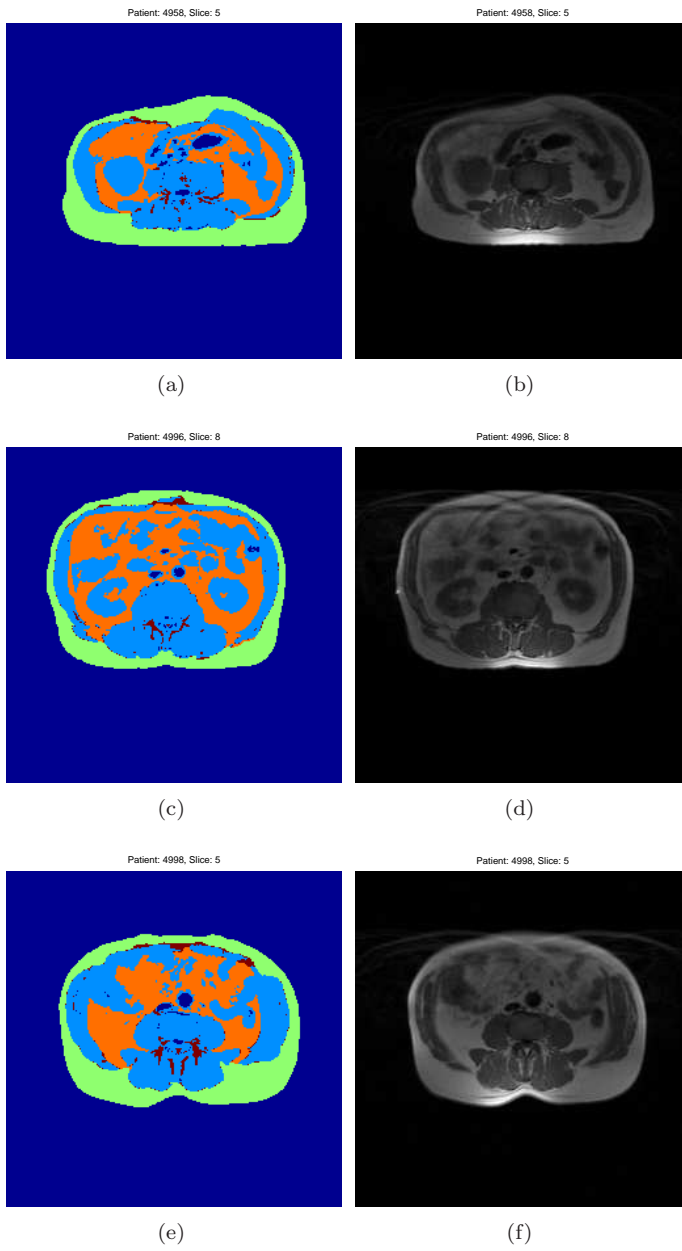 Patient: 4958, Slice: 5
Patient: 4958, Slice: 5
(a)
(b)
Patient: 4996, Slice: 8
Patient: 4996, Slice: 8
(c)
(d)
Patient: 4998, Slice: 5
Patient: 4998, Slice: 5
(e)
(f)